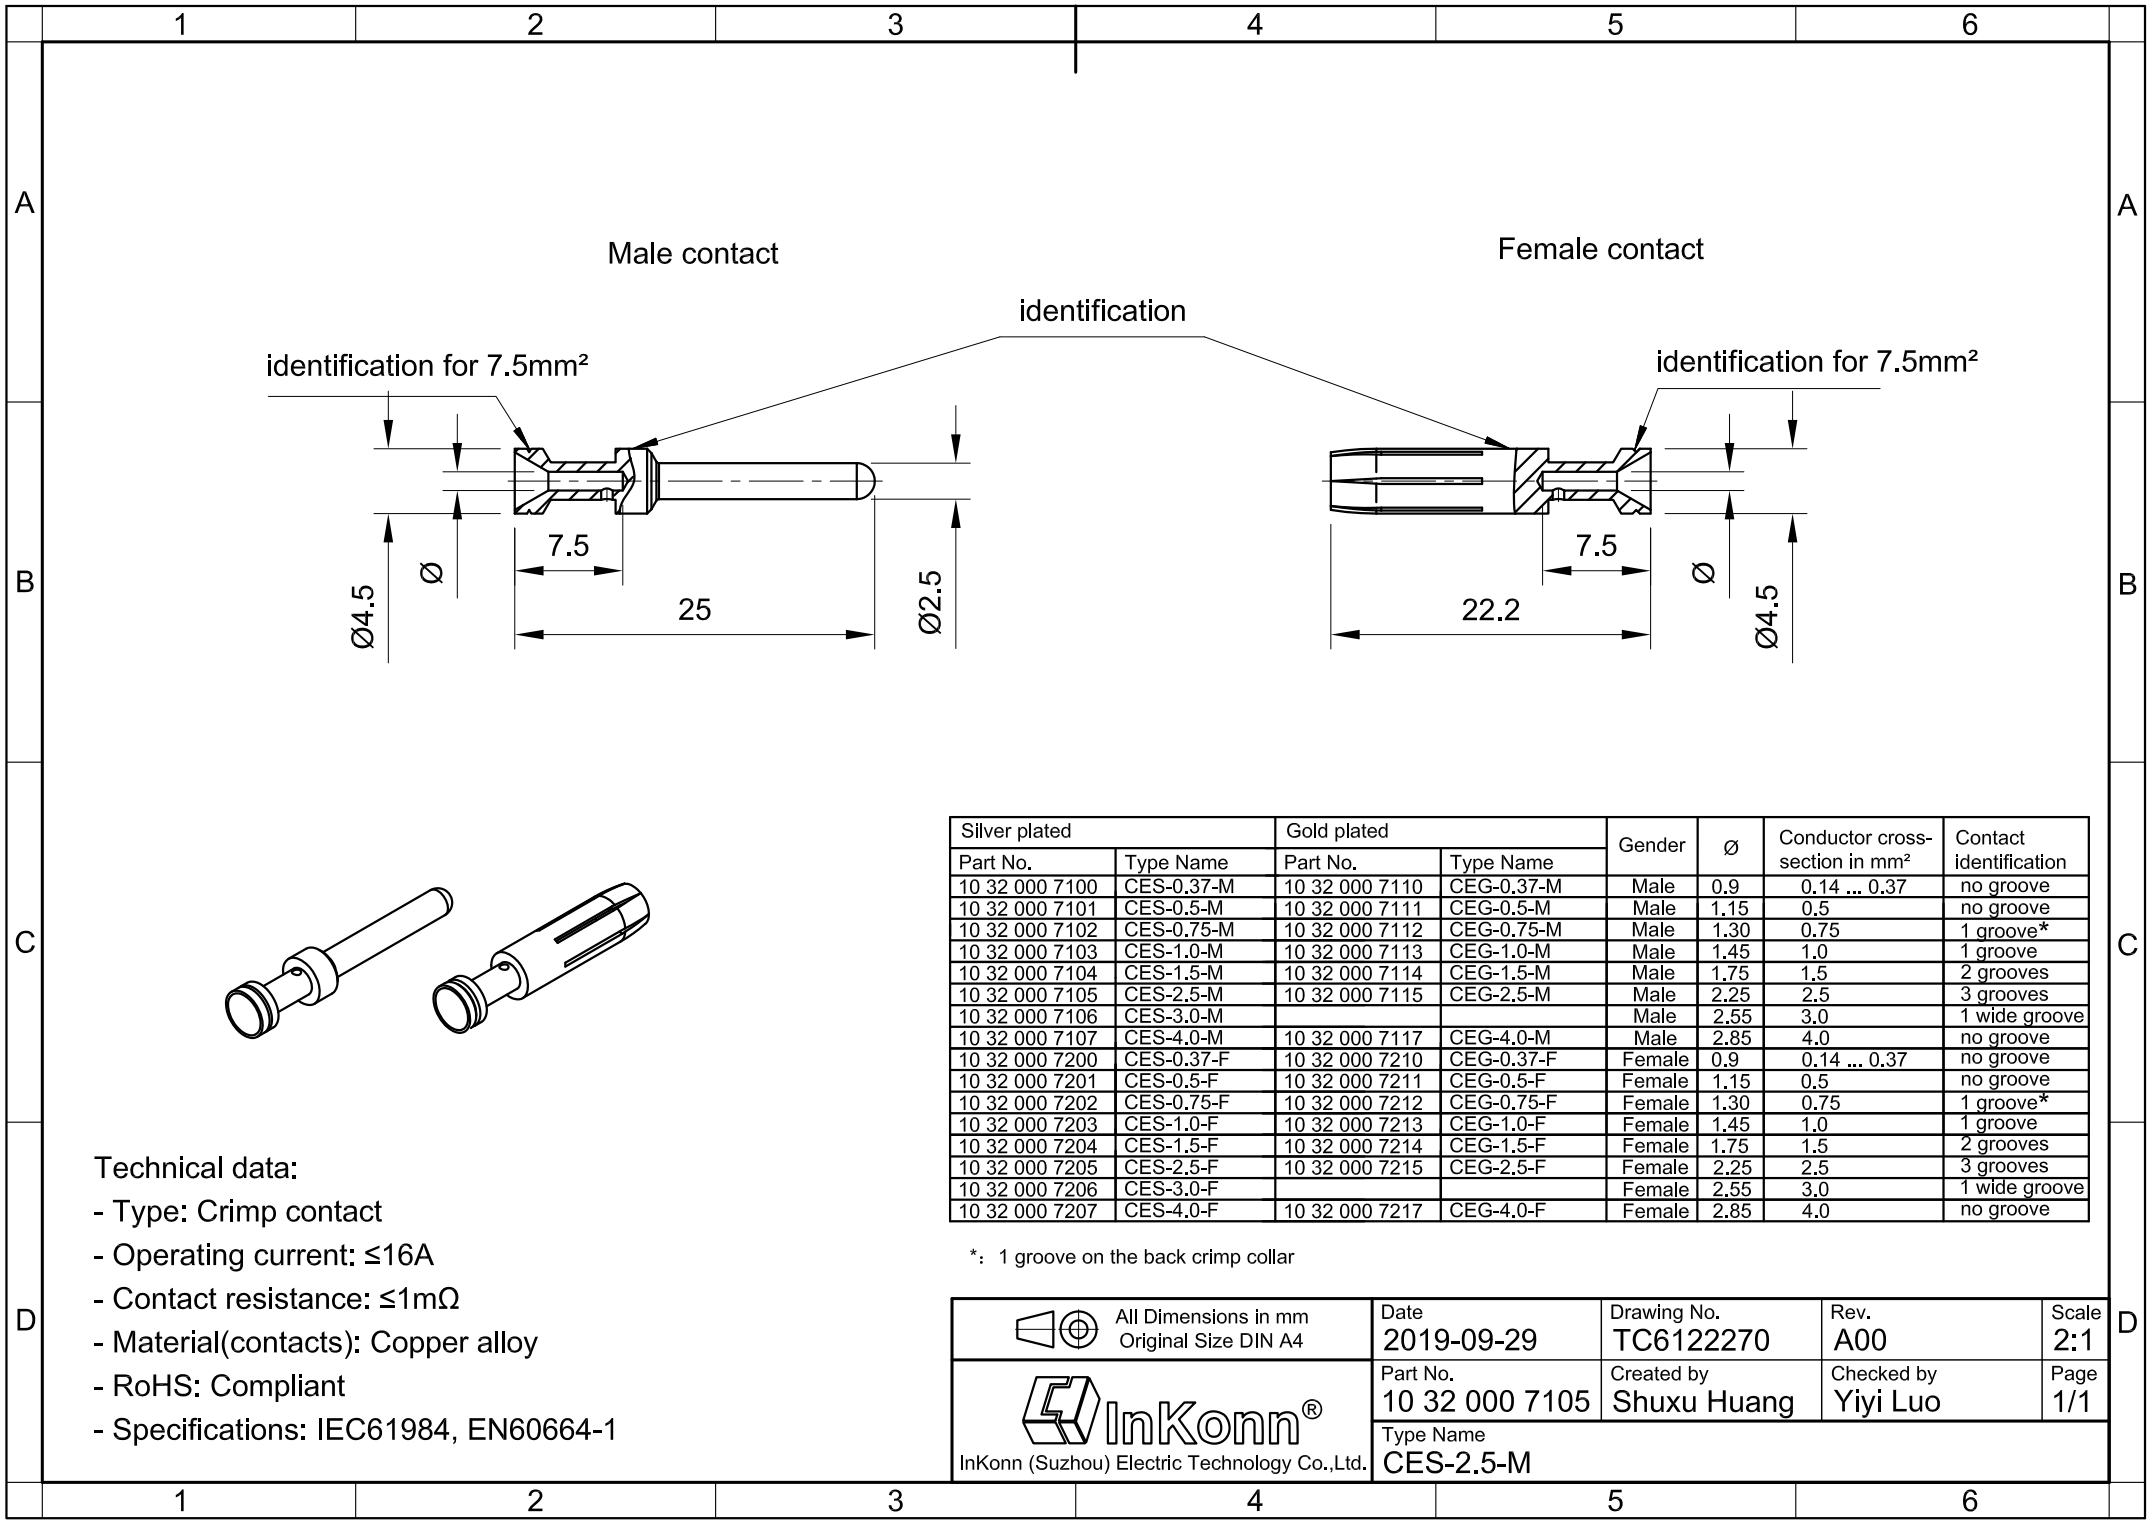 1 2 3 4 5 6
A A
Male contact
Female contact
identification
identification for 7.5mm²
identification for 7.5mm²
7.5
7.5
Ø
Ø
B B
Ø4.5
25
Ø2.5
22.2
Ø4.5
Silver plated Gold plated Gender Ø Conductor cross-section in mm² Contact identification
Part No. Type Name Part No. Type Name
10 32 000 7100 CES-0.37-M 10 32 000 7110 CEG-0.37-M Male 0.9 0.14 ... 0.37 no groove
10 32 000 7101 CES-0.5-M 10 32 000 7111 CEG-0.5-M Male 1.15 0.5 no groove
10 32 000 7102 CES-0.75-M 10 32 000 7112 CEG-0.75-M Male 1.30 0.75 1 groove*
C C
10 32 000 7103 CES-1.0-M 10 32 000 7113 CEG-1.0-M Male 1.45 1.0 1 groove
10 32 000 7104 CES-1.5-M 10 32 000 7114 CEG-1.5-M Male 1.75 1.5 2 grooves
10 32 000 7105 CES-2.5-M 10 32 000 7115 CEG-2.5-M Male 2.25 2.5 3 grooves
10 32 000 7106 CES-3.0-M Male 2.55 3.0 1 wide groove
10 32 000 7107 CES-4.0-M 10 32 000 7117 CEG-4.0-M Male 2.85 4.0 no groove
10 32 000 7200 CES-0.37-F 10 32 000 7210 CEG-0.37-F Female 0.9 0.14 ... 0.37 no groove
10 32 000 7201 CES-0.5-F 10 32 000 7211 CEG-0.5-F Female 1.15 0.5 no groove
10 32 000 7202 CES-0.75-F 10 32 000 7212 CEG-0.75-F Female 1.30 0.75 1 groove*
10 32 000 7203 CES-1.0-F 10 32 000 7213 CEG-1.0-F Female 1.45 1.0 1 groove
10 32 000 7204 CES-1.5-F 10 32 000 7214 CEG-1.5-F Female 1.75 1.5 2 grooves
10 32 000 7205 CES-2.5-F 10 32 000 7215 CEG-2.5-F Female 2.25 2.5 3 grooves
10 32 000 7206 CES-3.0-F Female 2.55 3.0 1 wide groove
10 32 000 7207 CES-4.0-F 10 32 000 7217 CEG-4.0-F Female 2.85 4.0 no groove
*: 1 groove on the back crimp collar
Technical data:
- Type: Crimp contact
- Operating current: ≤16A
- Contact resistance: ≤1mΩ
- Material(contacts): Copper alloy
- RoHS: Compliant
- Specifications: IEC61984, EN60664-1
D D
All Dimensions in mm
Original Size DIN A4
Date
2019-09-29
Drawing No.
TC6122270
Rev.
A00
Scale
2:1
InKonn®
InKonn (Suzhou) Electric Technology Co.,Ltd.
Part No.
10 32 000 7105
Created by
Shuxu Huang
Checked by
Yiyi Luo
Page
1/1
Type Name
CES-2.5-M
1 2 3 4 5 6